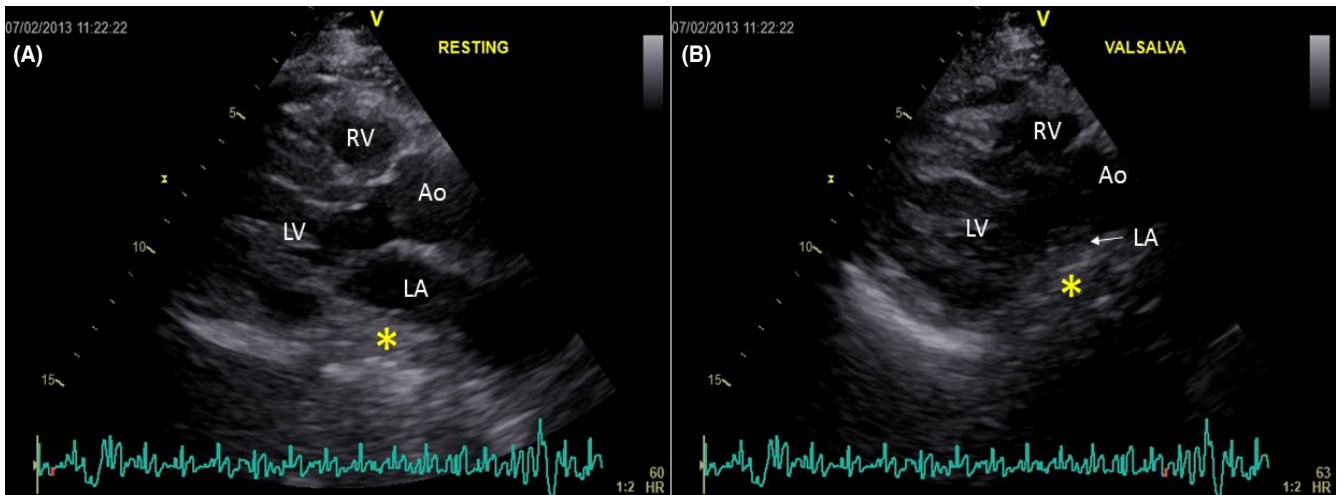 07/02/2013 11:22:22
V
(A)
RESTING
5
RV
Ao
LV
10
LA
*
15
60
1:2 HR
07/02/2013 11:22:22
V
(B)
VALSALVA
5
RV
Ao
LV
LA
10
*
15
63
1:2 HR